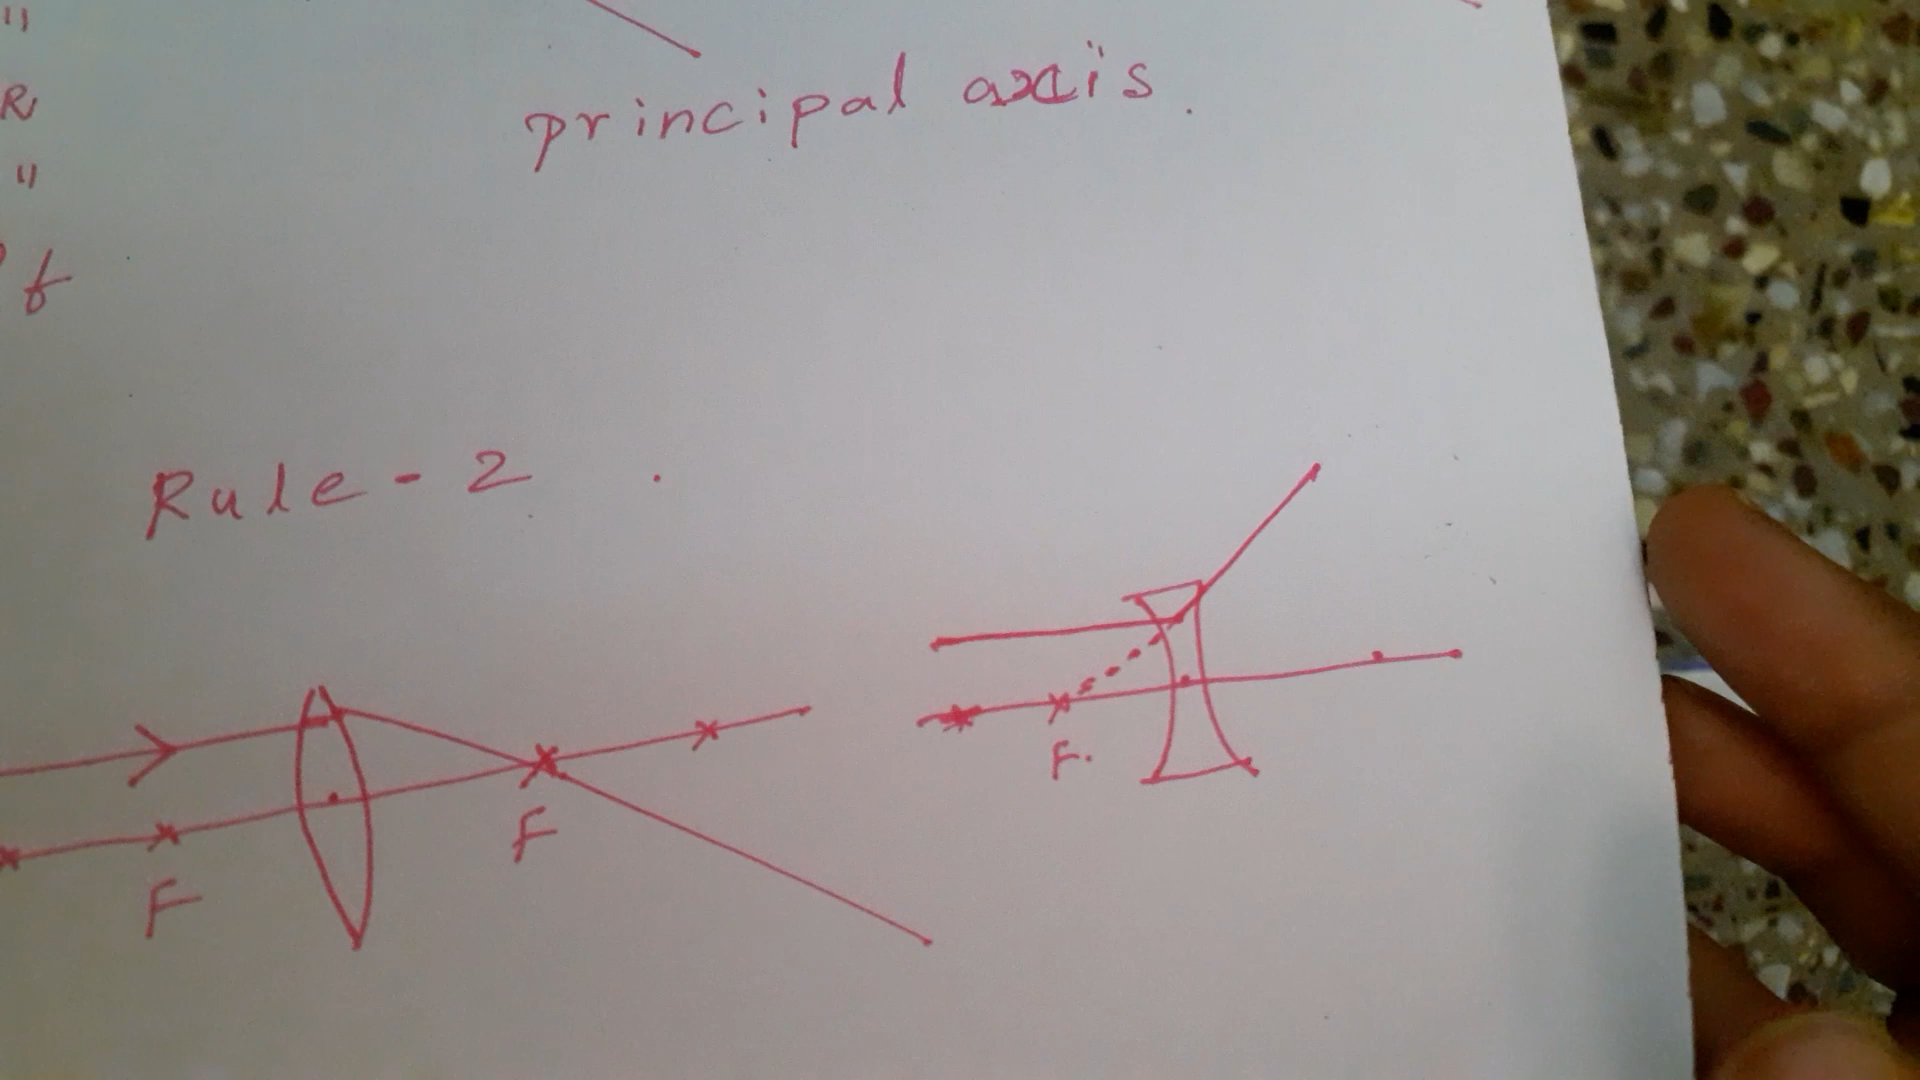 "
R
principal axis.
"
f
Rule - 2
F.
F
F